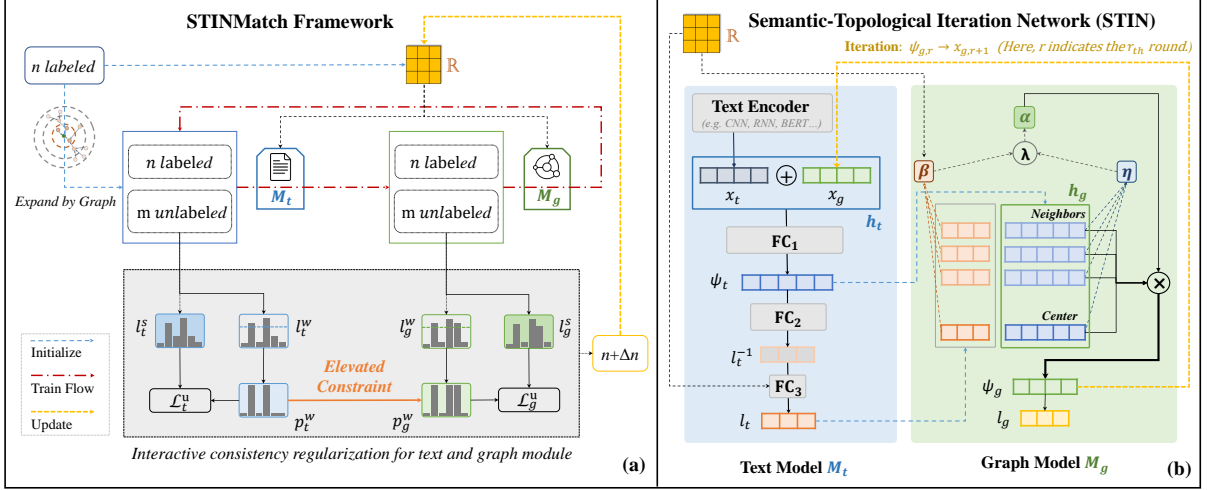 STINMatch Framework
n labeled
ℝ
Expand by Graph
n labeled
m unlabeled
M_t
n labeled
m unlabeled
M_g
l_t^s
l_t^w
l_g^w
l_g^s
n+Δn
Initialize
Train Flow
Update
Elevated
Constraint
ℒ_t^u
p_t^w
p_g^w
ℒ_g^u
Interactive consistency regularization for text and graph module
(a)
Semantic-Topological Iteration Network (STIN)
ℝ
Iteration: ψ_{g,r} → x_{g,r+1} (Here, r indicates the r_{th} round.)
Text Encoder
(e.g. CNN, RNN, BERT…)
x_t
x_g
h_t
FC_1
ψ_t
FC_2
l_t^{-1}
FC_3
l_t
Text Model M_t
α
λ
β
η
h_g
Neighbors
Center
ψ_g
l_g
Graph Model M_g
(b)